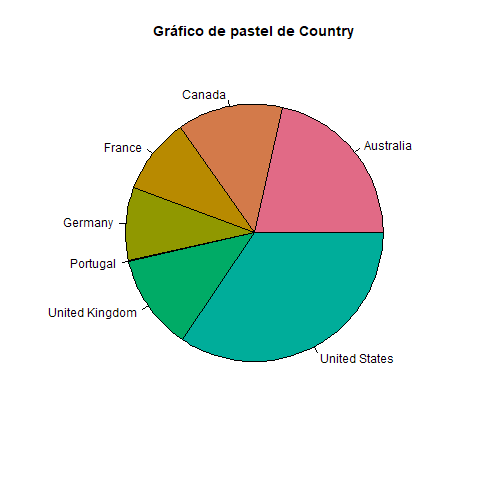 Gráfico de pastel de Country
Canada
Australia
France
Germany
Portugal
United Kingdom
United States